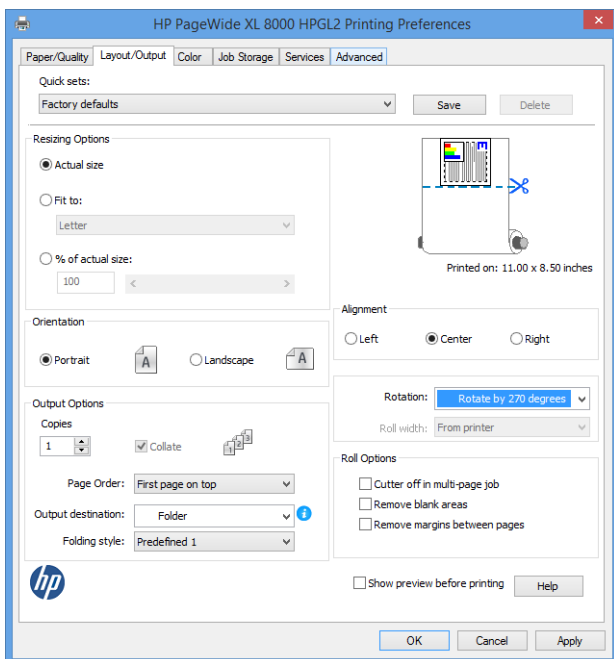 HP PageWide XL 8000 HPGL2 Printing Preferences
Paper/Quality Layout/Output Color Job Storage Services Advanced
Quick sets:
Factory defaults
Save
Delete
Resizing Options
Actual size
Fit to:
Letter
% of actual size:
100
Printed on: 11.00 x 8.50 inches
Alignment
Left
Center
Right
Orientation
Portrait
A
Landscape
A
Rotation: Rotate by 270 degrees
Roll width: From printer
Output Options
Copies
1
Collate
1 2 3
Page Order: First page on top
Output destination: Folder
Folding style: Predefined 1
Roll Options
Cutter off in multi-page job
Remove blank areas
Remove margins between pages
hp
Show preview before printing
Help
OK
Cancel
Apply